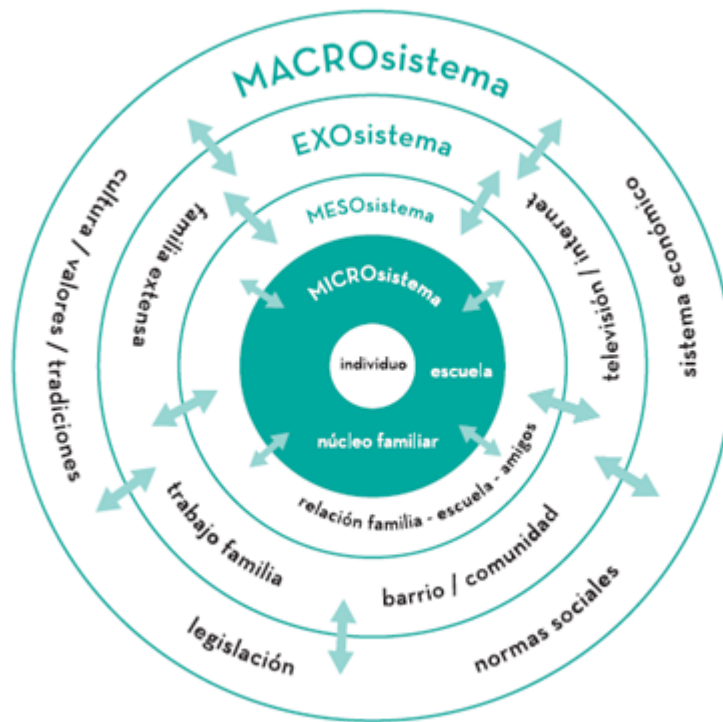 MACROsistema
cultura / valores / tradiciones
sistema económico
legislación
normas sociales
EXOsistema
familia extensa
televisión / internet
trabajo familia
barrio / comunidad
MESOsistema
relación familia - escuela - amigos
MICROsistema
individuo
escuela
núcleo familiar